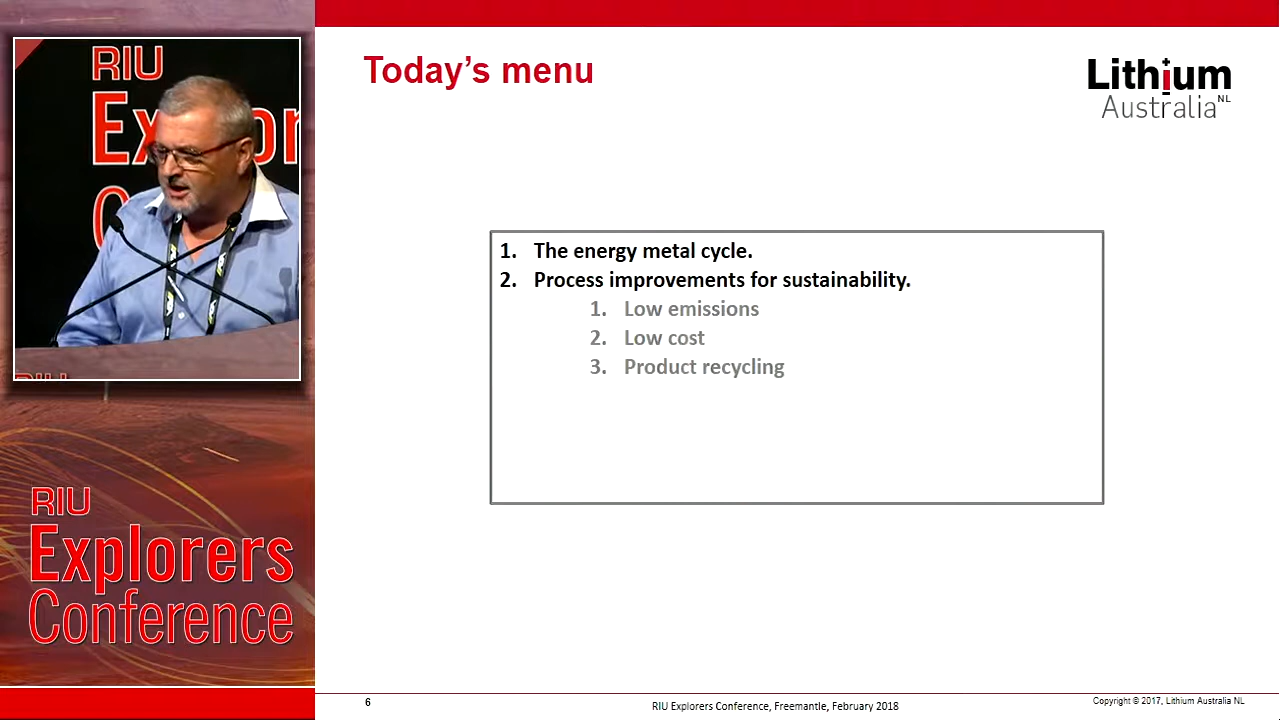 RIU
Explorers
Conference
Today's menu
Lithium
Australia NL
1. The energy metal cycle.
2. Process improvements for sustainability.
1. Low emissions
2. Low cost
3. Product recycling
6
RIU Explorers Conference, Freemantle, February 2018
Copyright © 2017, Lithium Australia NL